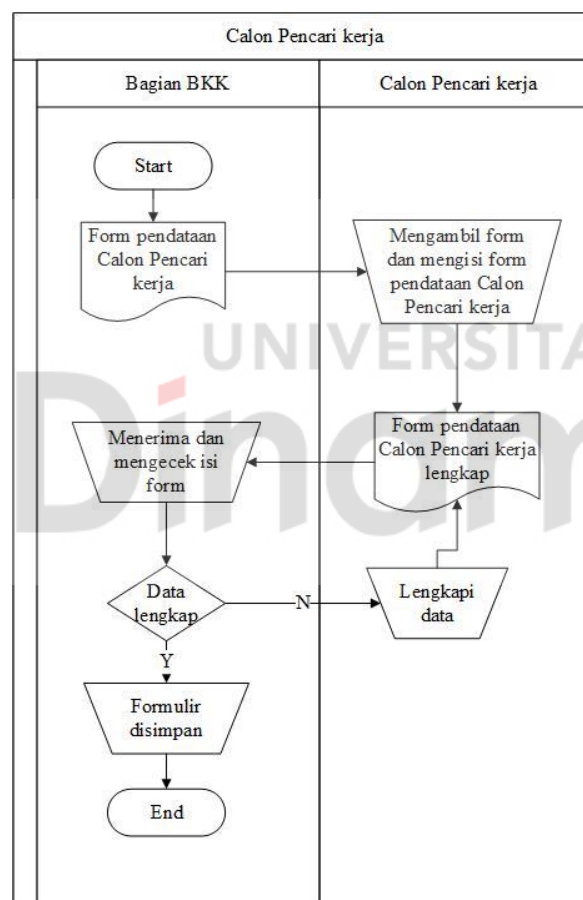 Calon Pencari kerja
Bagian BKK
Calon Pencari kerja
Start
Form pendataan
Calon Pencari
kerja
Mengambil form
dan mengisi form
pendataan Calon
Pencari kerja
UNIVERSITA
Dinam
Form pendataan
Calon Pencari kerja
lengkap
Menerima dan
mengecek isi
form
Data
lengkap
N
Lengkapi
data
Y
Formulir
disimpan
End